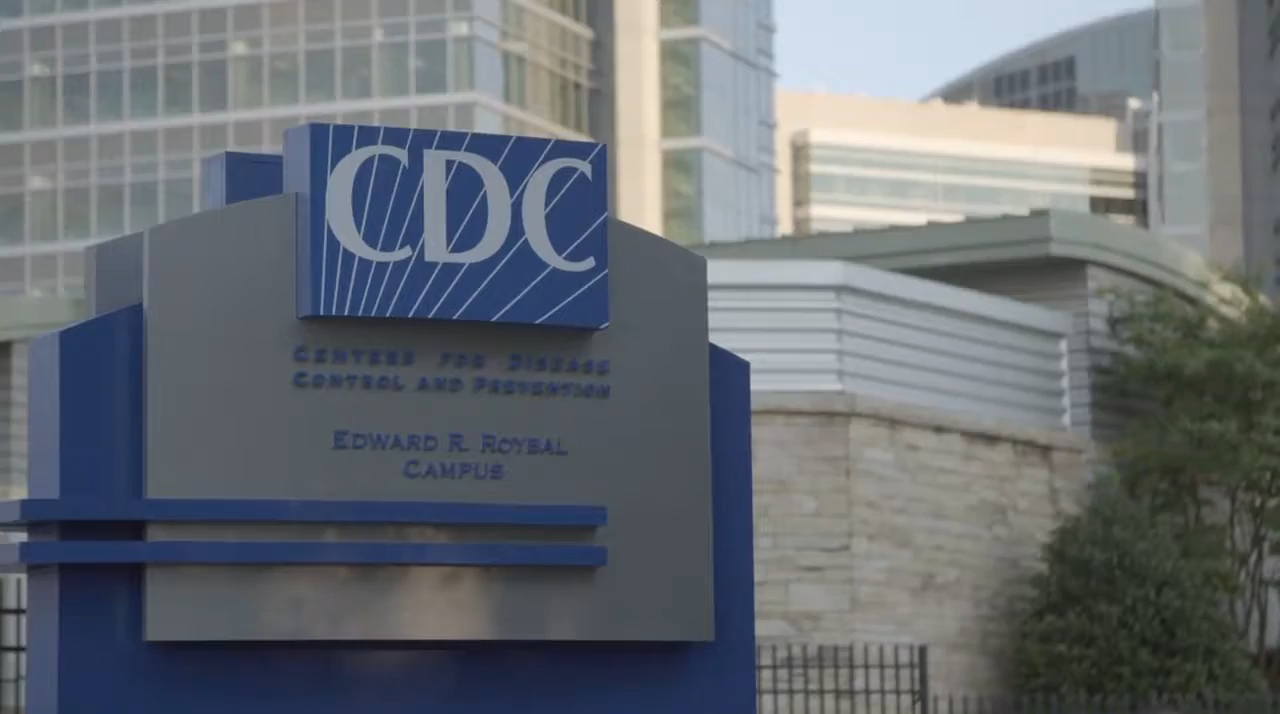 CDC
CENTERS FOR DISEASE
CONTROL AND PREVENTION
EDWARD R. ROYBAL
CAMPUS